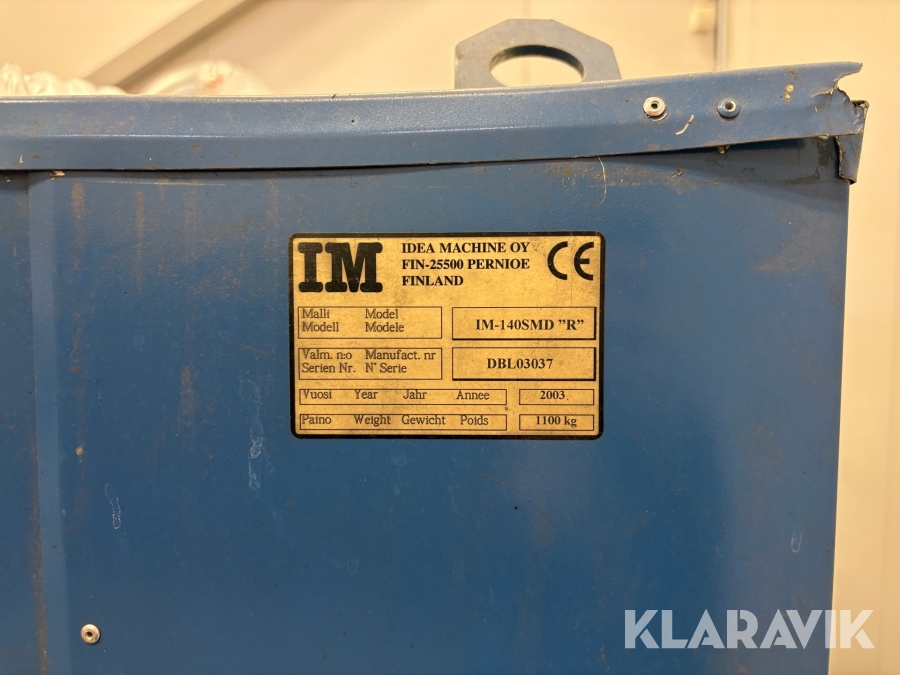 IM
IDEA MACHINE OY
FIN-25500 PERNIOE
FINLAND
CE
Malli Model
Modell Modele
IM-140SMD "R"
Valm. n:o Manufact. nr
Serien Nr. N° Serie
DBL03037
Vuosi Year Jahr Annee
2003
Paino Weight Gewicht Poids
1100 kg
KLARAVIK